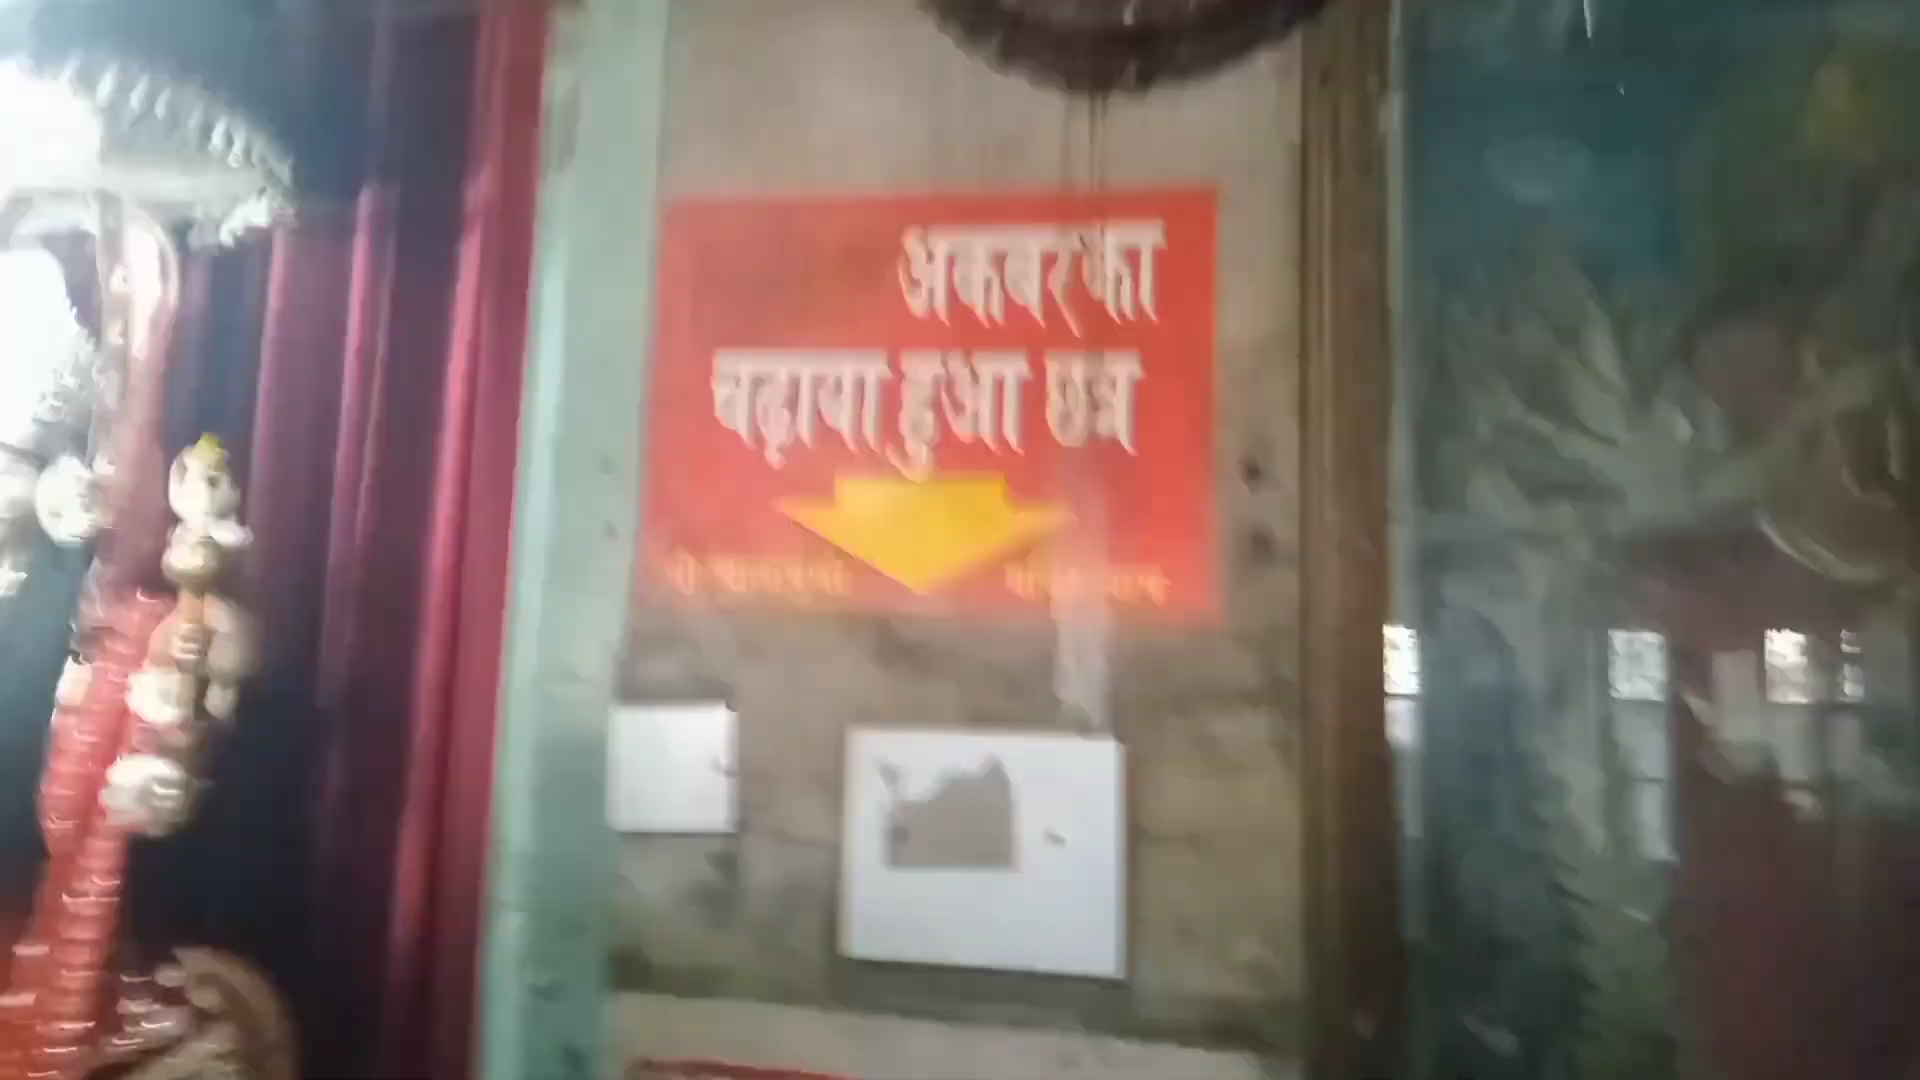 अकबर का
चढ़ाया हुआ छत्र